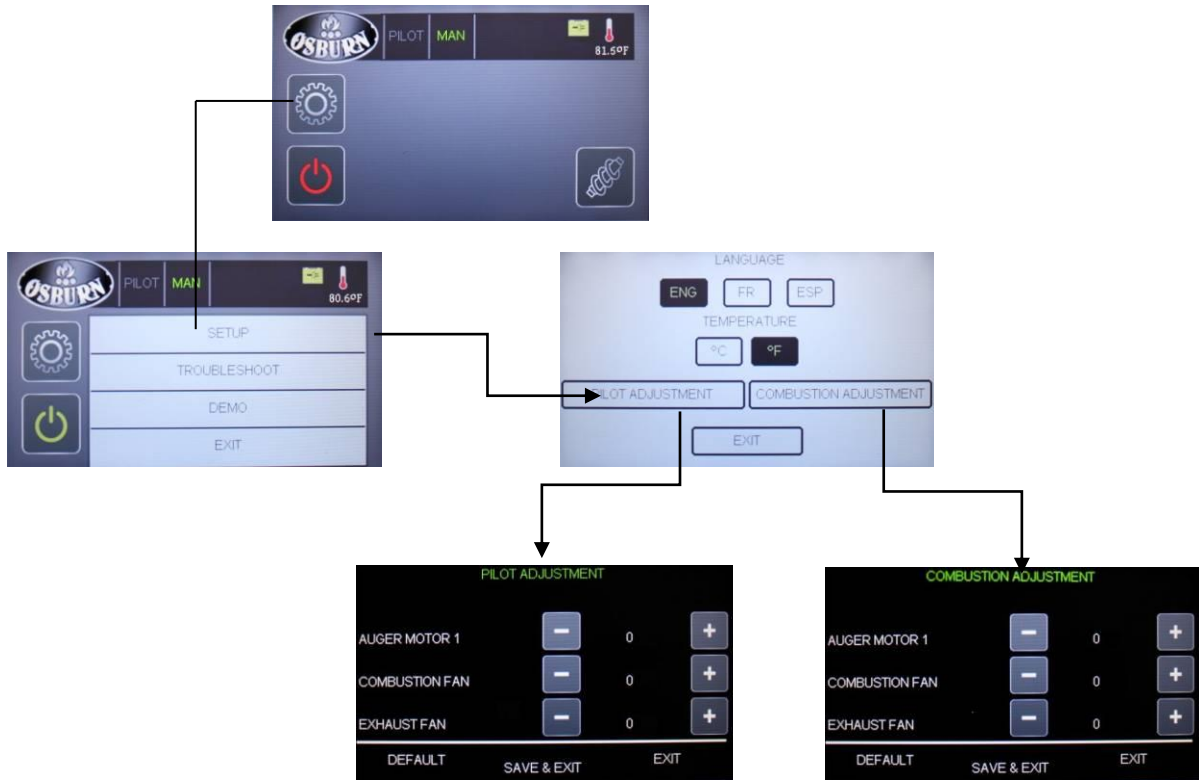 OSBURN PILOT MAN
81.5ºF
OSBURN PILOT MAN
80.6ºF
SETUP
TROUBLESHOOT
DEMO
EXIT
LANGUAGE
ENG FR ESP
TEMPERATURE
ºC ºF
PILOT ADJUSTMENT COMBUSTION ADJUSTMENT
EXIT
PILOT ADJUSTMENT
AUGER MOTOR 1 − 0 +
COMBUSTION FAN − 0 +
EXHAUST FAN − 0 +
DEFAULT SAVE & EXIT EXIT
COMBUSTION ADJUSTMENT
AUGER MOTOR 1 − 0 +
COMBUSTION FAN − 0 +
EXHAUST FAN − 0 +
DEFAULT SAVE & EXIT EXIT